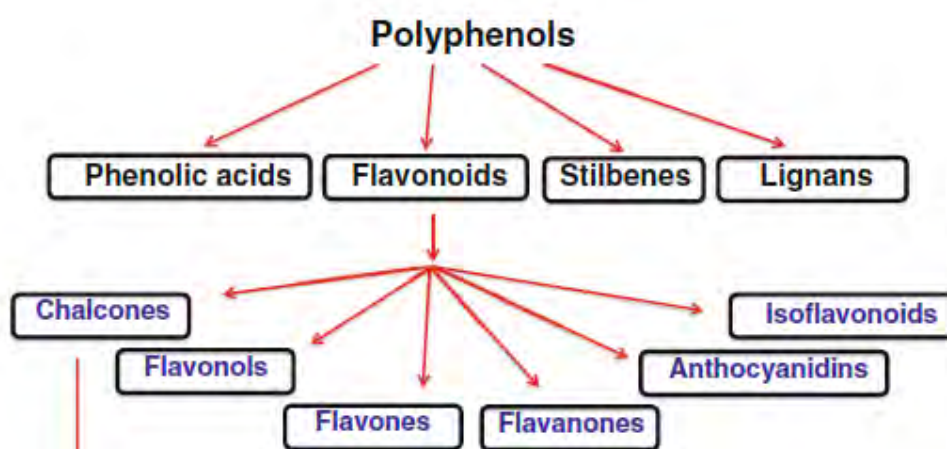 Polyphenols
Phenolic acids Flavonoids Stilbenes Lignans
Chalcones Isoflavonoids
Flavonols Anthocyanidins
Flavones Flavanones